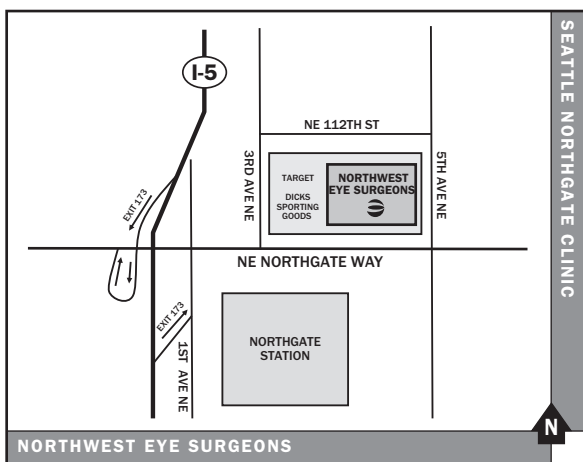 I-5
NE 112TH ST
3RD AVE NE
5TH AVE NE
TARGET
DICKS
SPORTING
GOODS
NORTHWEST
EYE SURGEONS
EXIT 173
NE NORTHGATE WAY
EXIT 173
1ST AVE NE
NORTHGATE
STATION
SEATTLE NORTHGATE CLINIC
N
NORTHWEST EYE SURGEONS